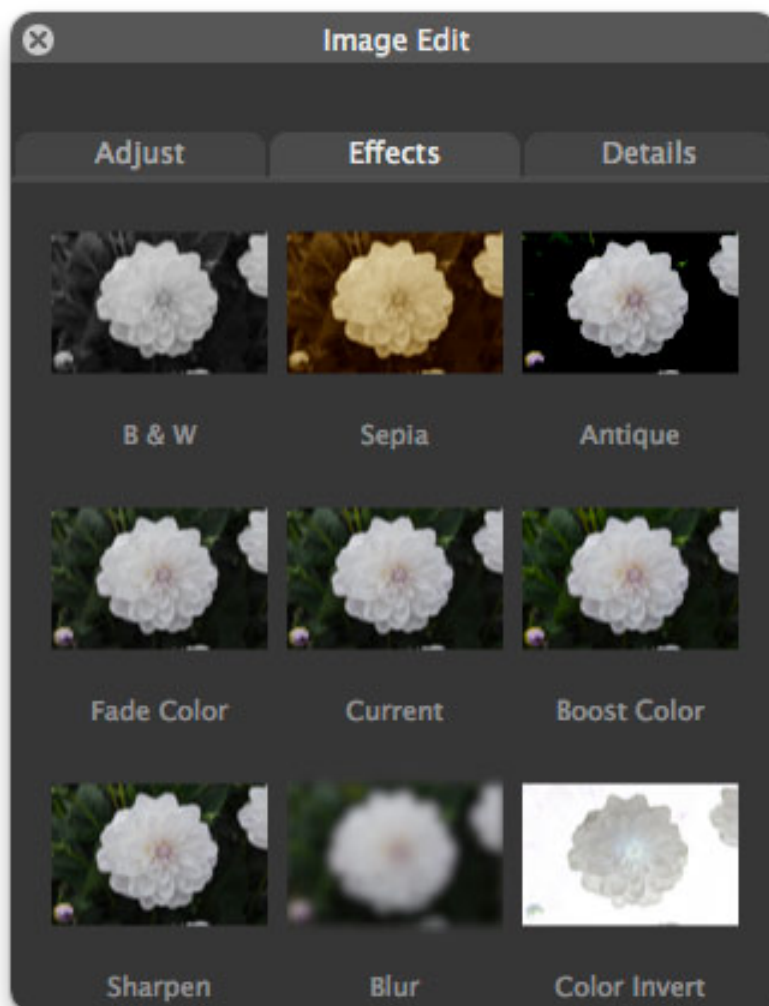 Image Edit
Adjust Effects Details
B & W Sepia Antique
Fade Color Current Boost Color
Sharpen Blur Color Invert